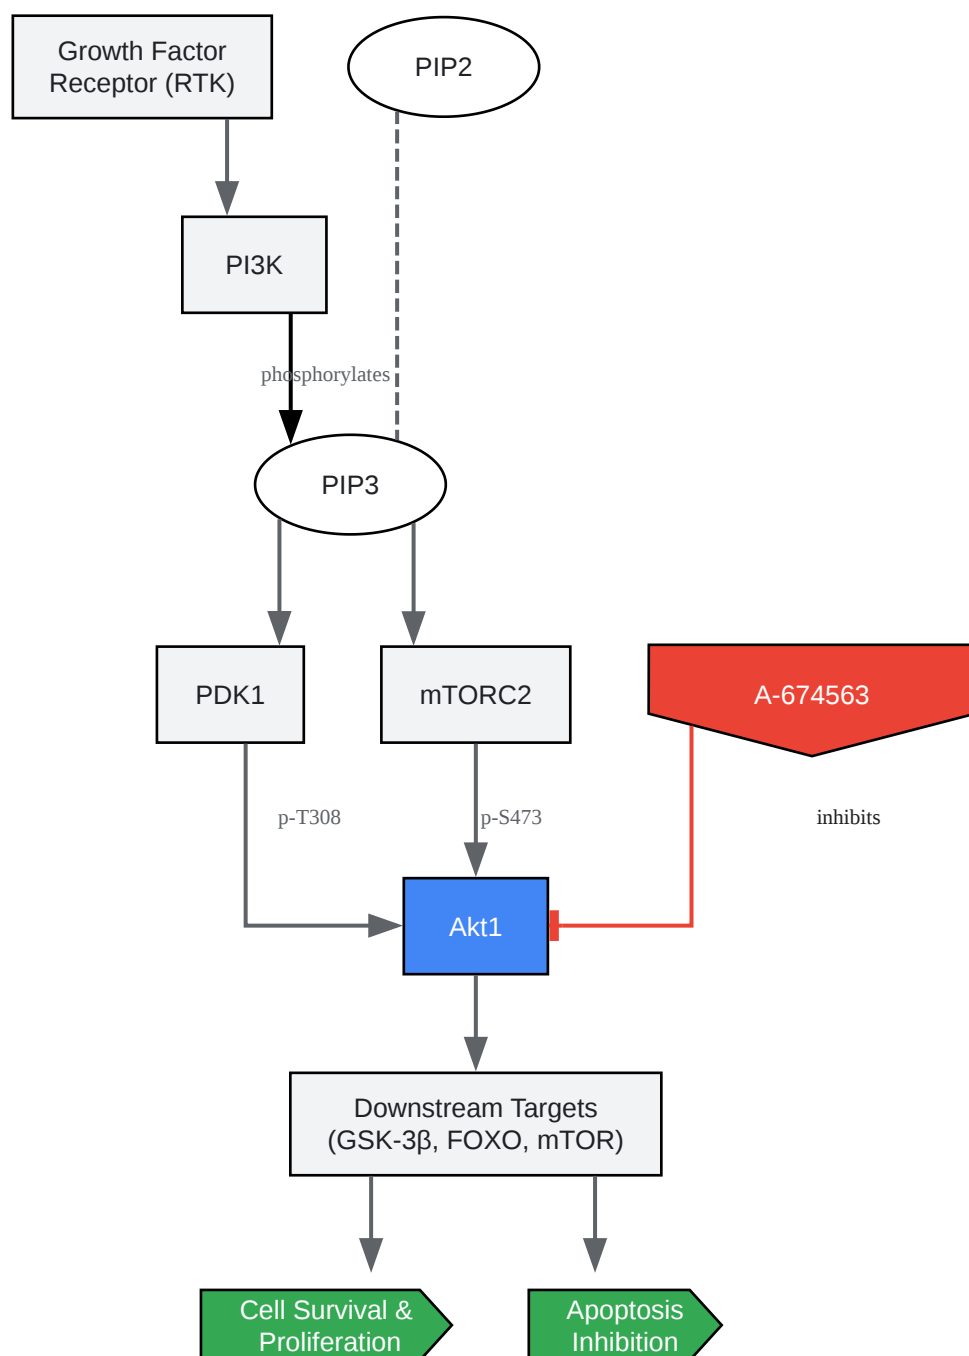 Growth Factor
Receptor (RTK)
PIP2
PI3K
phosphorylates
PIP3
PDK1
mTORC2
A-674563
p-T308
p-S473
inhibits
Akt1
Downstream Targets
(GSK-3β, FOXO, mTOR)
Cell Survival &
Proliferation
Apoptosis
Inhibition